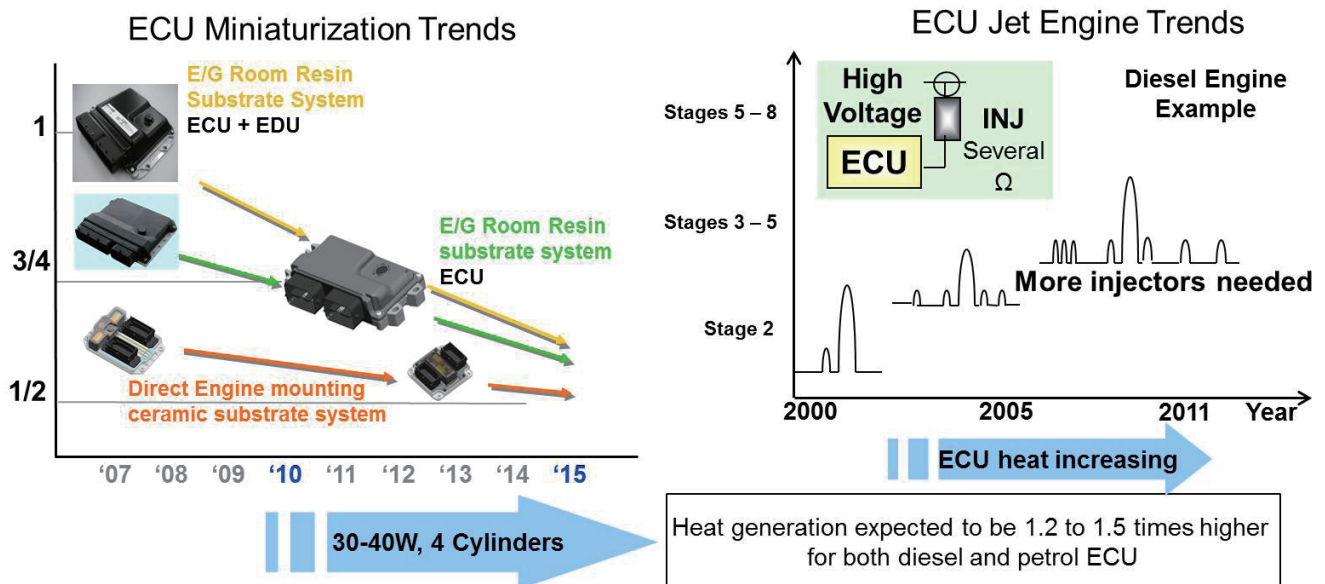 ECU Miniaturization Trends
1
3/4
1/2
E/G Room Resin
Substrate System
ECU + EDU
E/G Room Resin
substrate system
ECU
Direct Engine mounting
ceramic substrate system
‘07 ‘08 ‘09 ‘10 ‘11 ‘12 ‘13 ‘14 ‘15
30-40W, 4 Cylinders
ECU Jet Engine Trends
Stages 5 – 8
Stages 3 – 5
Stage 2
High
Voltage
ECU
INJ
Several
Ω
Diesel Engine
Example
More injectors needed
2000 2005 2011 Year
ECU heat increasing
Heat generation expected to be 1.2 to 1.5 times higher
for both diesel and petrol ECU